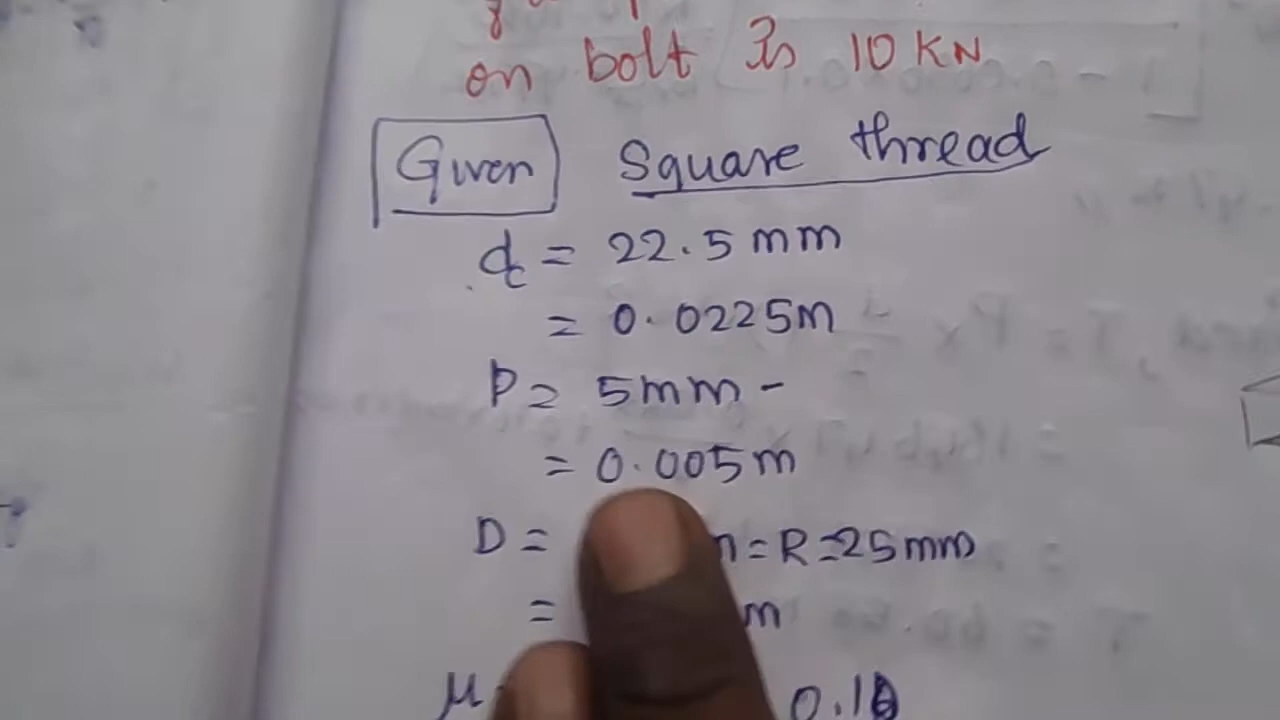 on bolt is 10 KN
Given Square thread
dc = 22.5 mm
= 0.0225m
p = 5mm -
= 0.005m
D = = R = 25mm
= m
μ 0.16